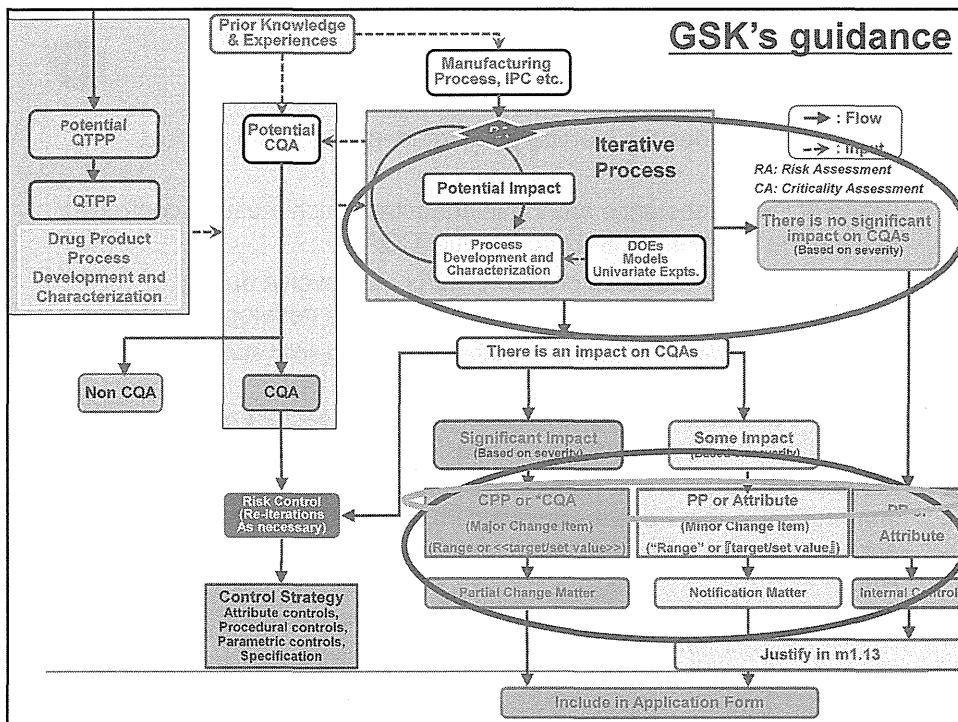 GSK's guidance
Prior Knowledge
& Experiences
Manufacturing
Process, IPC etc.
Potential
QTPP
QTPP
Drug Product
Process
Development and
Characterization
Potential
CQA
Iterative
Process
Potential Impact
Process
Development and
Characterization
DOEs
Models
Univariate Expts.
: Flow
: Input
RA: Risk Assessment
CA: Criticality Assessment
There is no significant
impact on CQAs
(Based on severity)
There is an impact on CQAs
Non CQA
CQA
Significant Impact
(Based on severity)
Some Impact
(Based on severity)
Risk Control
(Re-iterations
As necessary)
CPP or *CQA
(Major Change Item)
(Range or <<target/set value>>)
PP or Attribute
(Minor Change Item)
("Range" or 『target/set value』)
PP or
Attribute
Control Strategy
Attribute controls,
Procedural controls,
Parametric controls,
Specification
Partial Change Matter
Notification Matter
Internal Control
Justify in m1.13
Include in Application Form